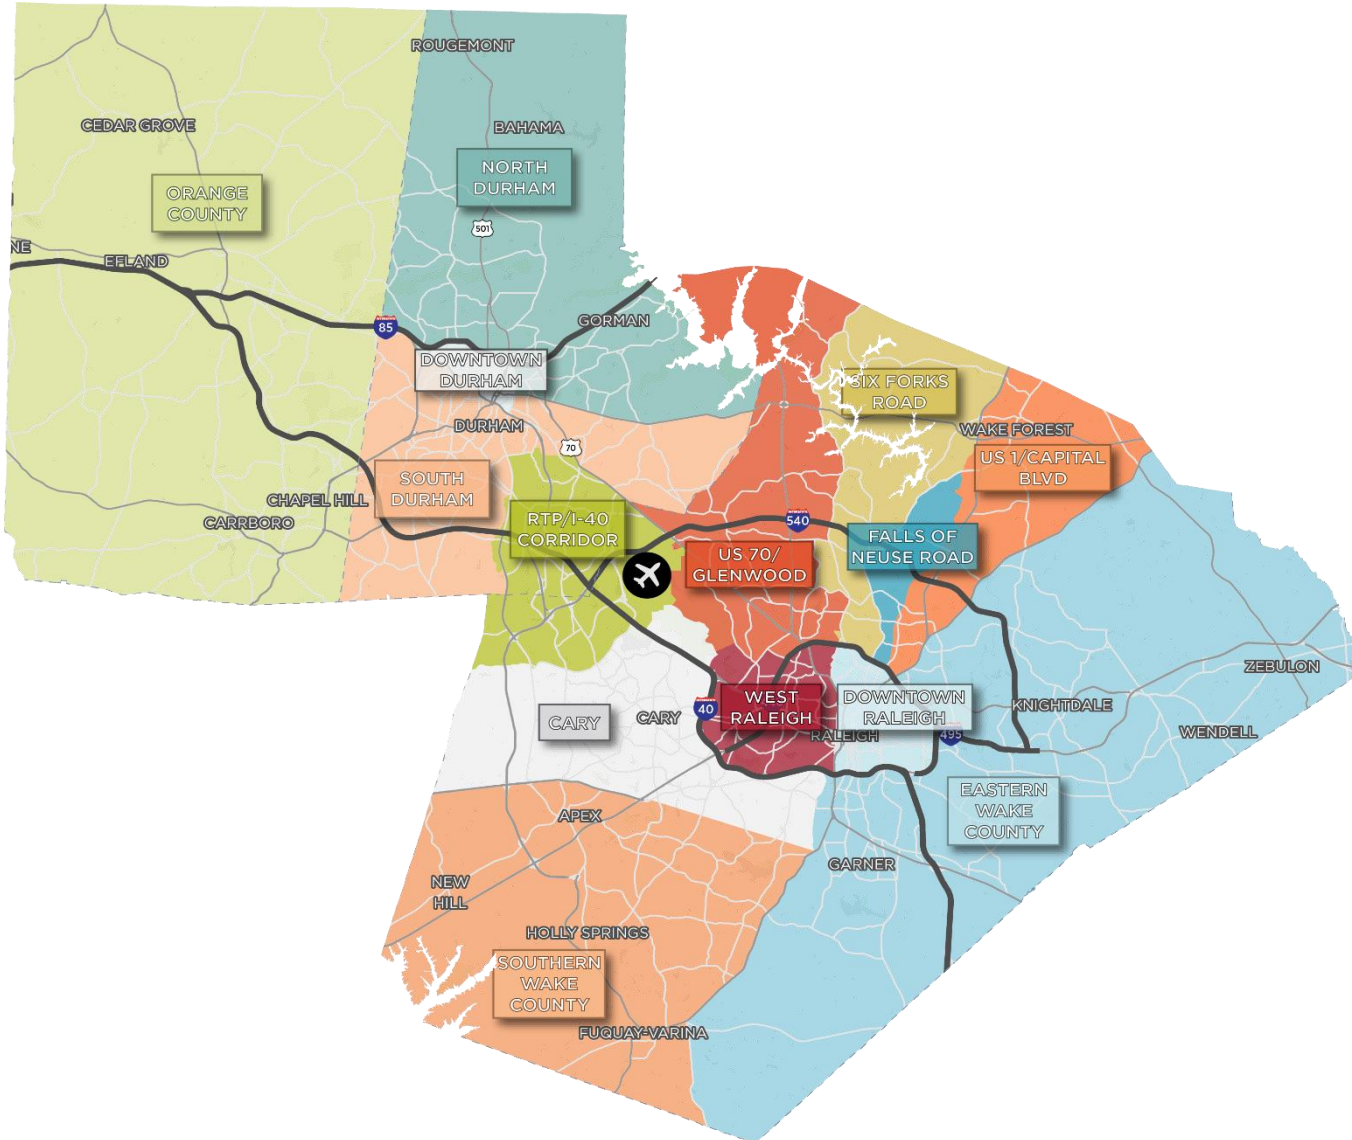 ROUGEMONT
CEDAR GROVE
BAHAMA
NORTH
DURHAM
ORANGE
COUNTY
501
NE
EFLAND
GORMAN
85
DOWNTOWN
DURHAM
SIX FORKS
ROAD
DURHAM
WAKE FOREST
70
US 1/CAPITAL
BLVD
SOUTH
DURHAM
CHAPEL HILL
CARRBORO
RTP/I-40
CORRIDOR
540
FALLS OF
NEUSE ROAD
US 70/
GLENWOOD
ZEBULON
WEST
RALEIGH
DOWNTOWN
RALEIGH
KNIGHTDALE
40
CARY
CARY
RALEIGH
495
WENDELL
EASTERN
WAKE
COUNTY
APEX
GARNER
NEW
HILL
HOLLY SPRINGS
SOUTHERN
WAKE
COUNTY
FUQUAY-VARINA